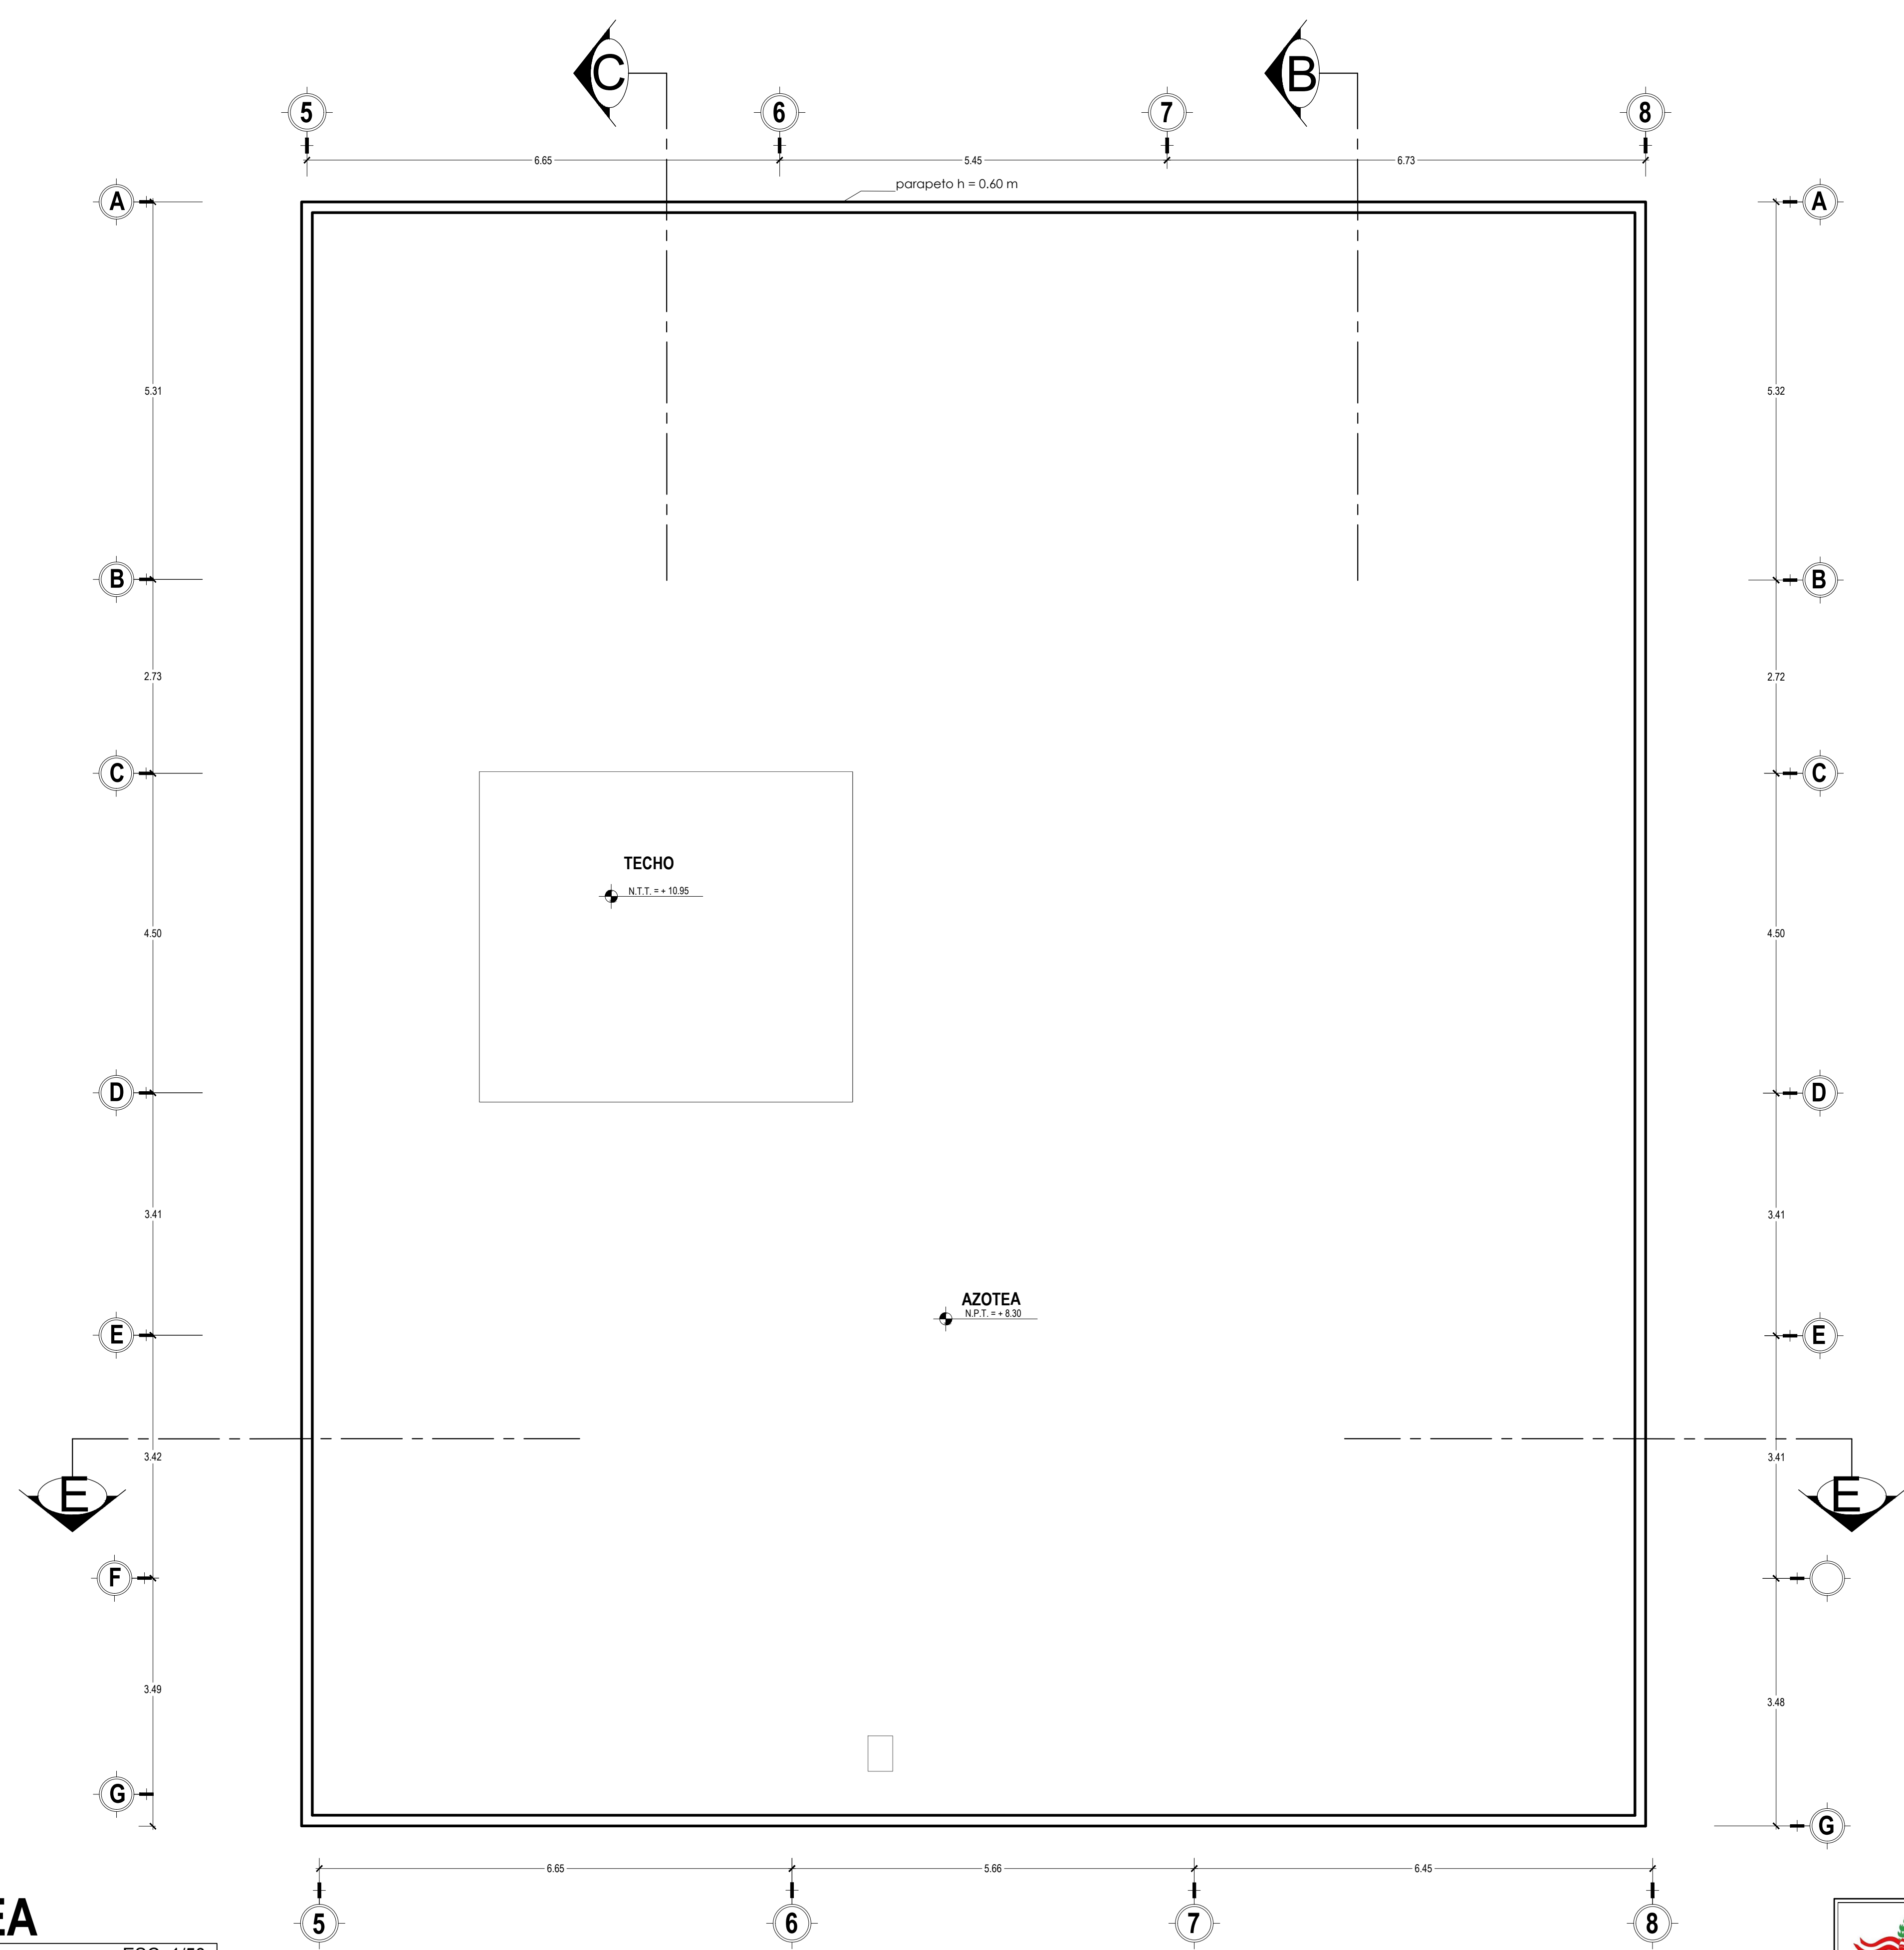 C
B
5
6
7
8
6.65
5.45
6.73
parapeto h = 0.60 m
A
A
5.31
5.32
B
B
2.73
2.72
C
C
TECHO
N.T.T. = + 10.95
4.50
4.50
D
D
3.41
3.41
AZOTEA
N.P.T. = + 8.30
E
E
3.42
3.41
E
E
F
3.49
3.48
G
G
6.65
5.66
6.45
EA
5
6
7
8